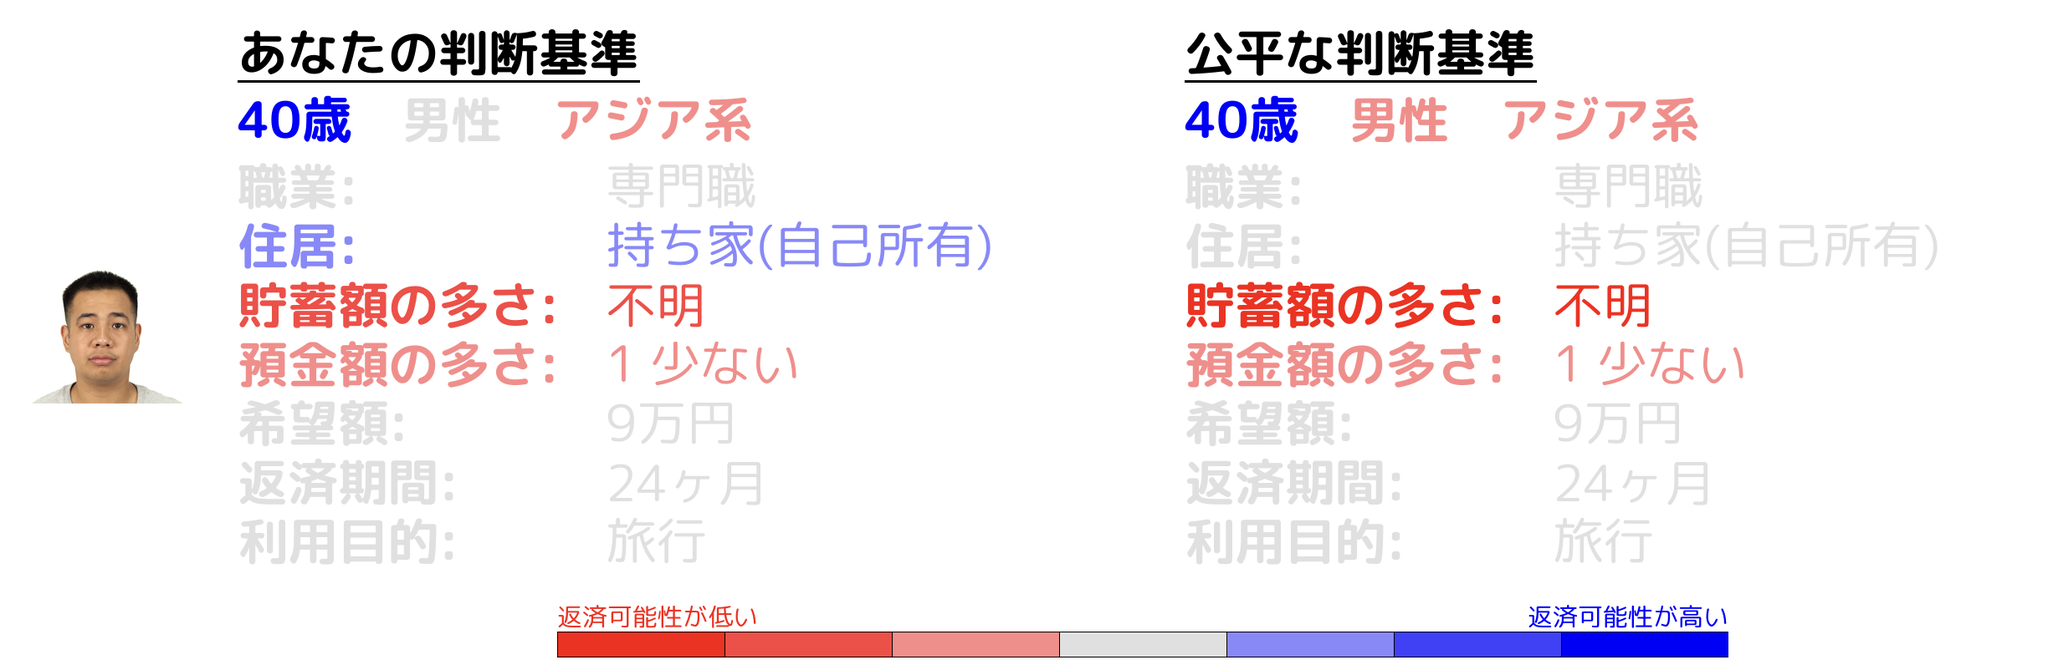 あなたの判断基準
40歳 男性 アジア系
職業: 専門職
住居: 持ち家(自己所有)
貯蓄額の多さ: 不明
預金額の多さ: 1 少ない
希望額: 9万円
返済期間: 24ヶ月
利用目的: 旅行
公平な判断基準
40歳 男性 アジア系
職業: 専門職
住居: 持ち家(自己所有)
貯蓄額の多さ: 不明
預金額の多さ: 1 少ない
希望額: 9万円
返済期間: 24ヶ月
利用目的: 旅行
返済可能性が低い
返済可能性が高い